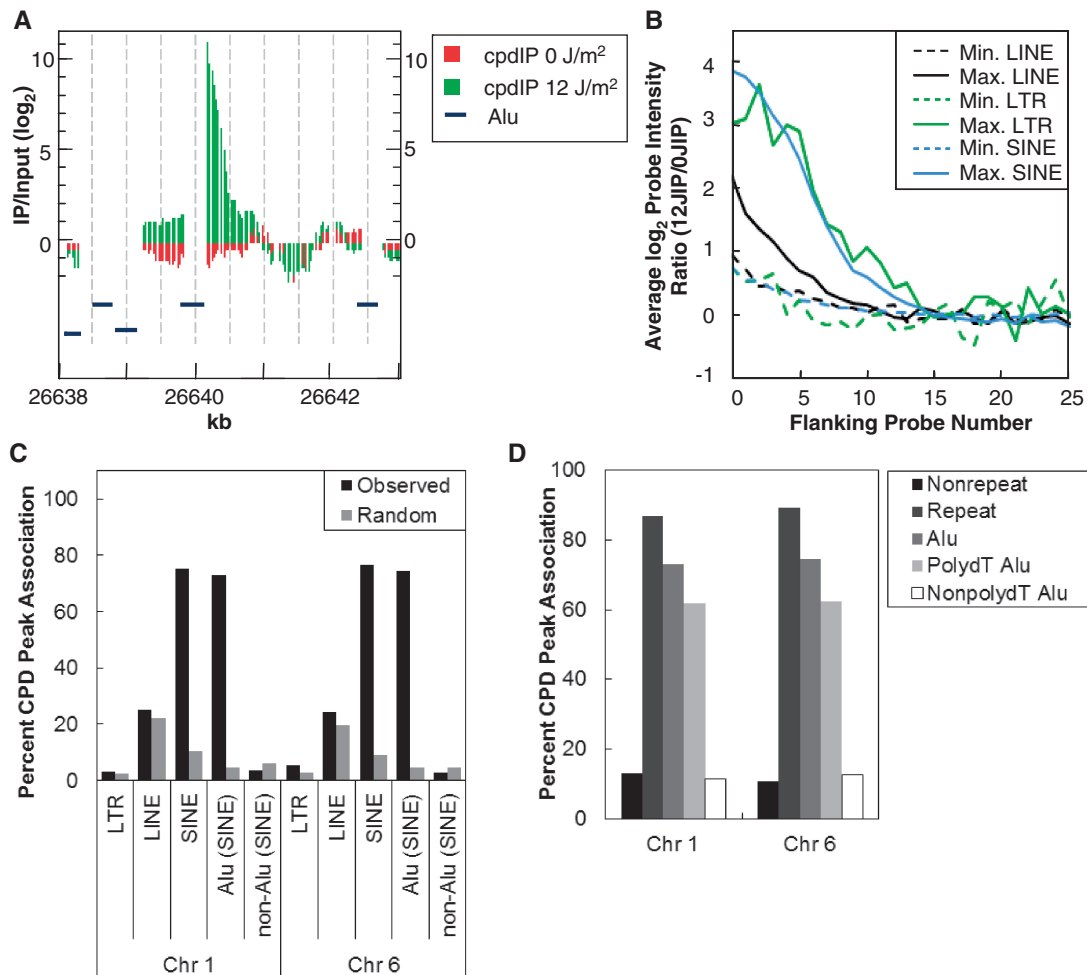 A
IP/Input (log2)
10
5
0
10
5
0
26638
26640
26642
kb
cpdIP 0 J/m²
cpdIP 12 J/m²
Alu
B
Average log2 Probe Intensity
Ratio (12JIP/0JIP)
4
3
2
1
0
-1
0
5
10
15
20
25
Flanking Probe Number
Min. LINE
Max. LINE
Min. LTR
Max. LTR
Min. SINE
Max. SINE
C
Percent CPD Peak Association
100
80
60
40
20
0
Observed
Random
LTR
LINE
SINE
Alu (SINE)
non-Alu (SINE)
LTR
LINE
SINE
Alu (SINE)
non-Alu (SINE)
Chr 1
Chr 6
D
Percent CPD Peak Association
100
80
60
40
20
0
Chr 1
Chr 6
Nonrepeat
Repeat
Alu
PolydT Alu
NonpolydT Alu